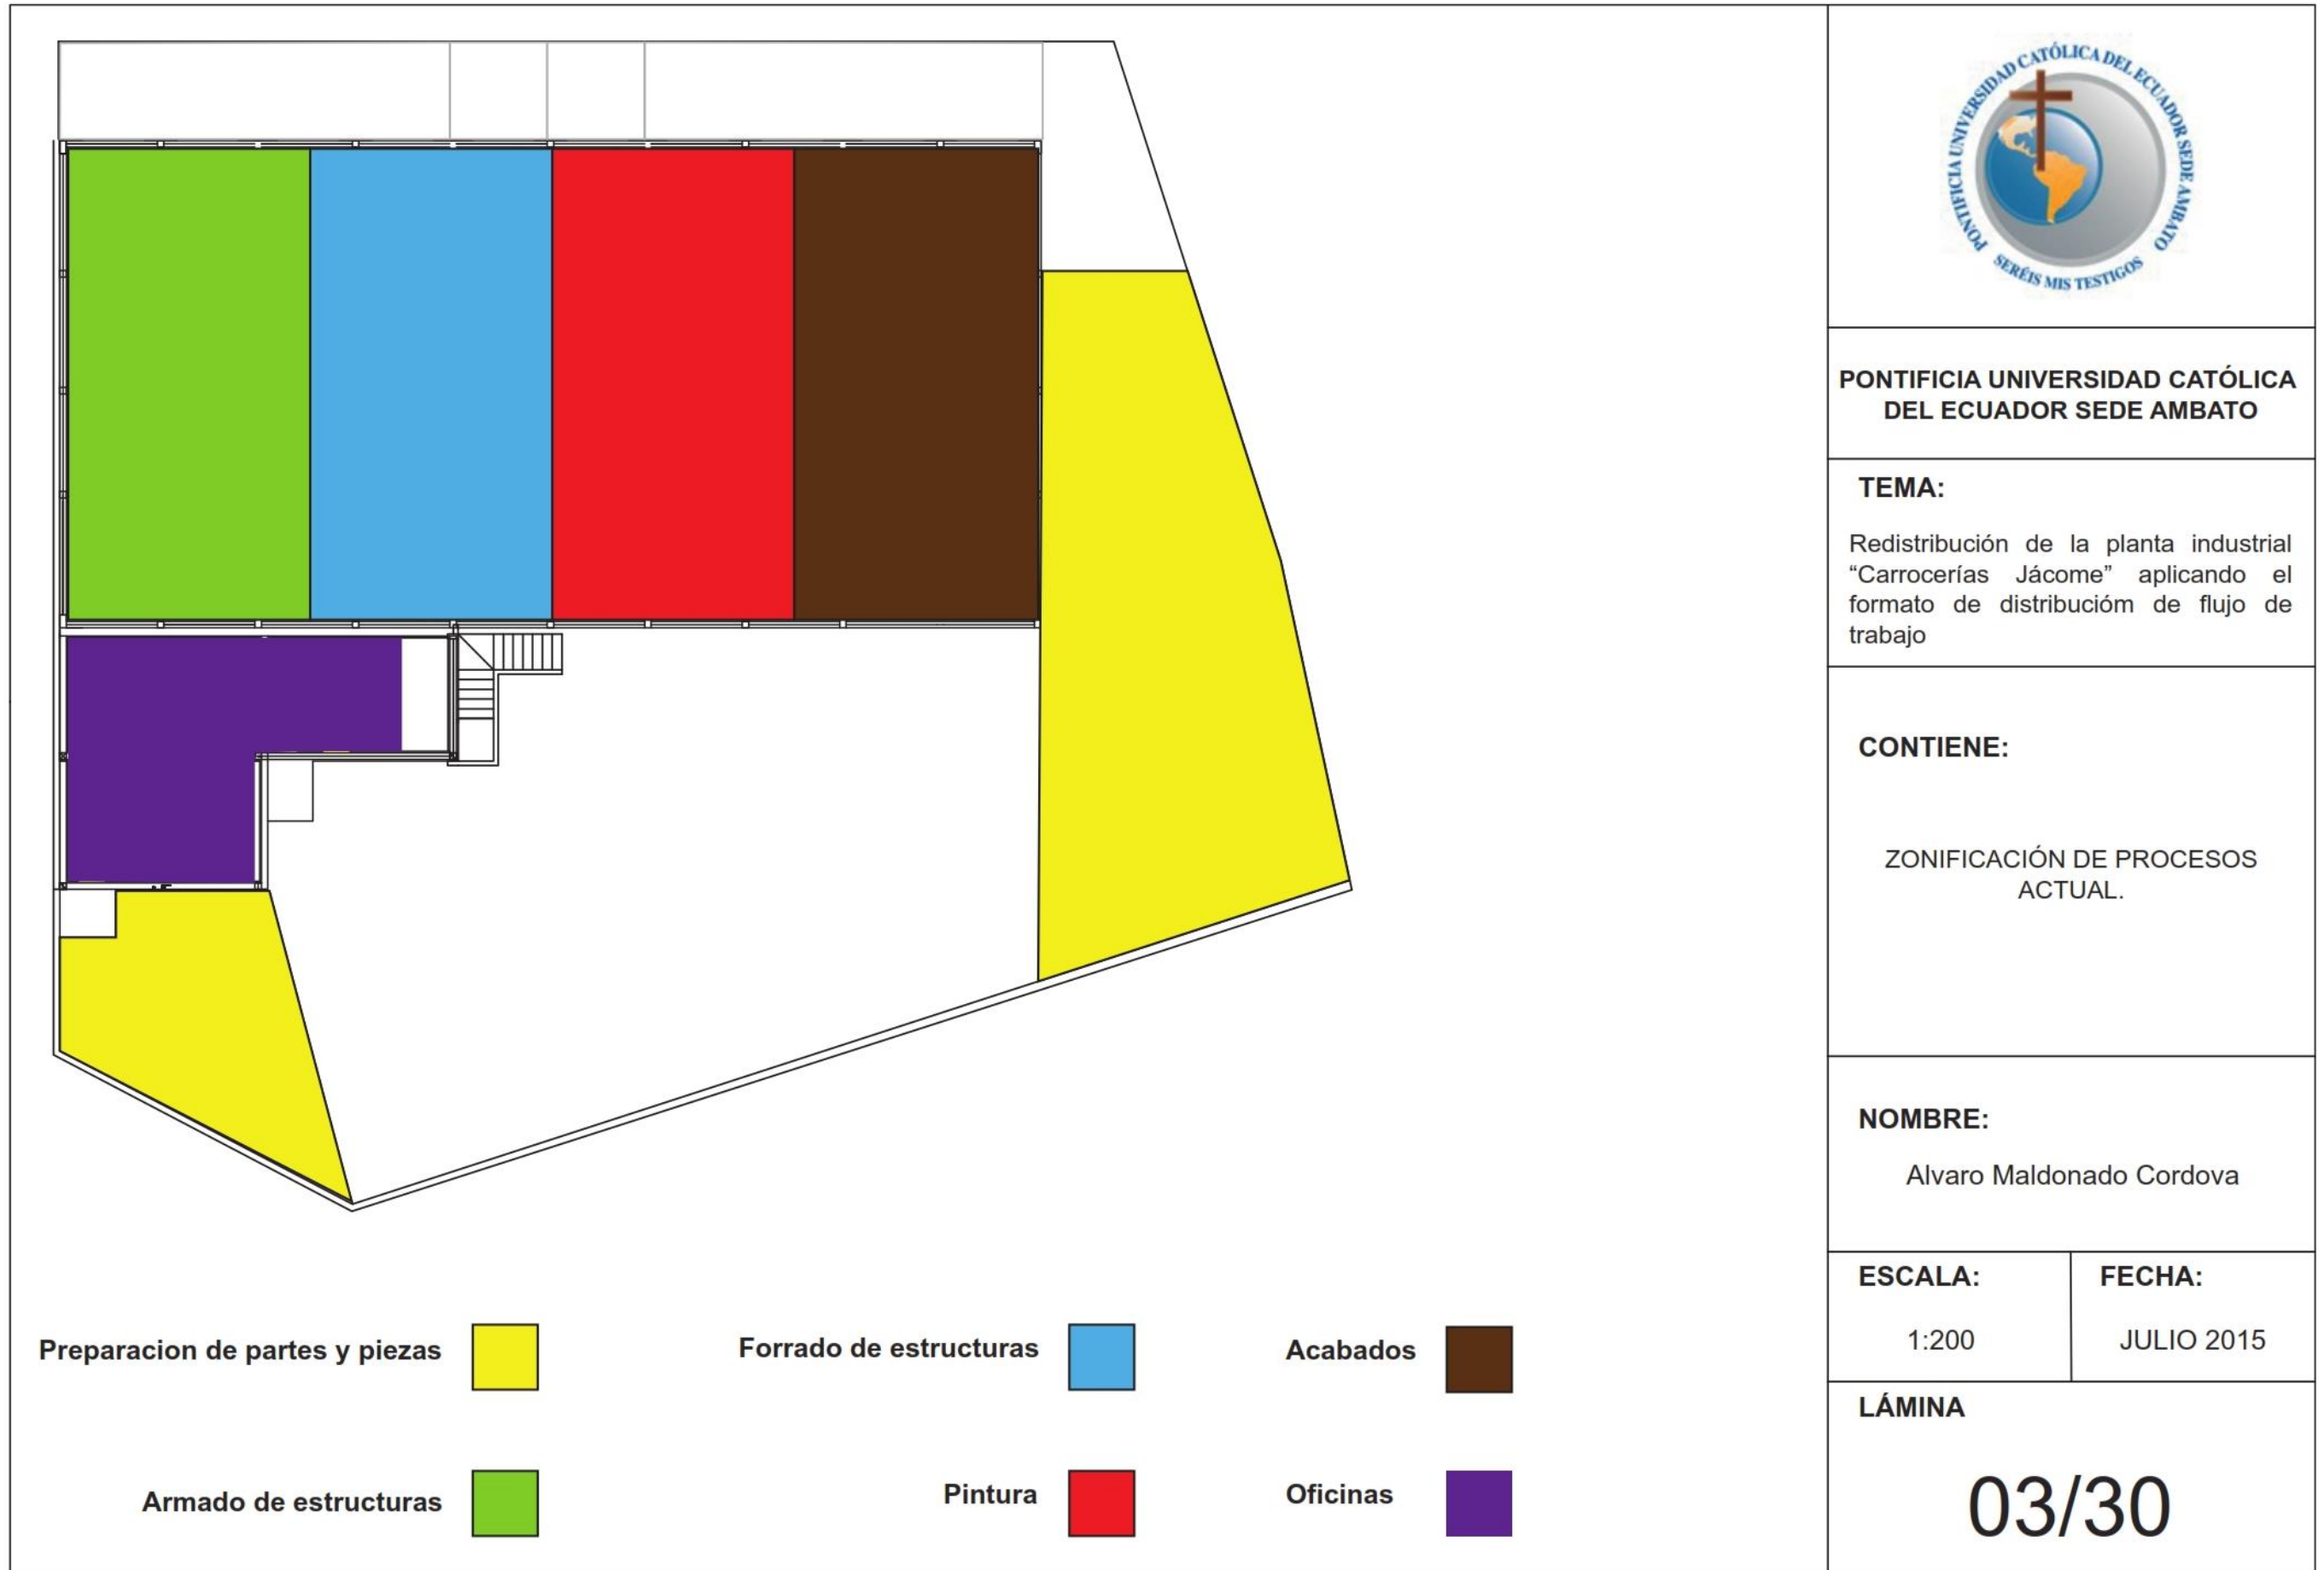 PONTIFICIA UNIVERSIDAD CATÓLICA DEL ECUADOR SEDE AMBATO
SERÉIS MIS TESTIGOS
PONTIFICIA UNIVERSIDAD CATÓLICA
DEL ECUADOR SEDE AMBATO
TEMA:
Redistribución de la planta industrial
“Carrocerías Jácome” aplicando el
formato de distribucióm de flujo de
trabajo
CONTIENE:
ZONIFICACIÓN DE PROCESOS
ACTUAL.
NOMBRE:
Alvaro Maldonado Cordova
ESCALA:
1:200
FECHA:
JULIO 2015
LÁMINA
03/30
Preparacion de partes y piezas
Forrado de estructuras
Acabados
Armado de estructuras
Pintura
Oficinas